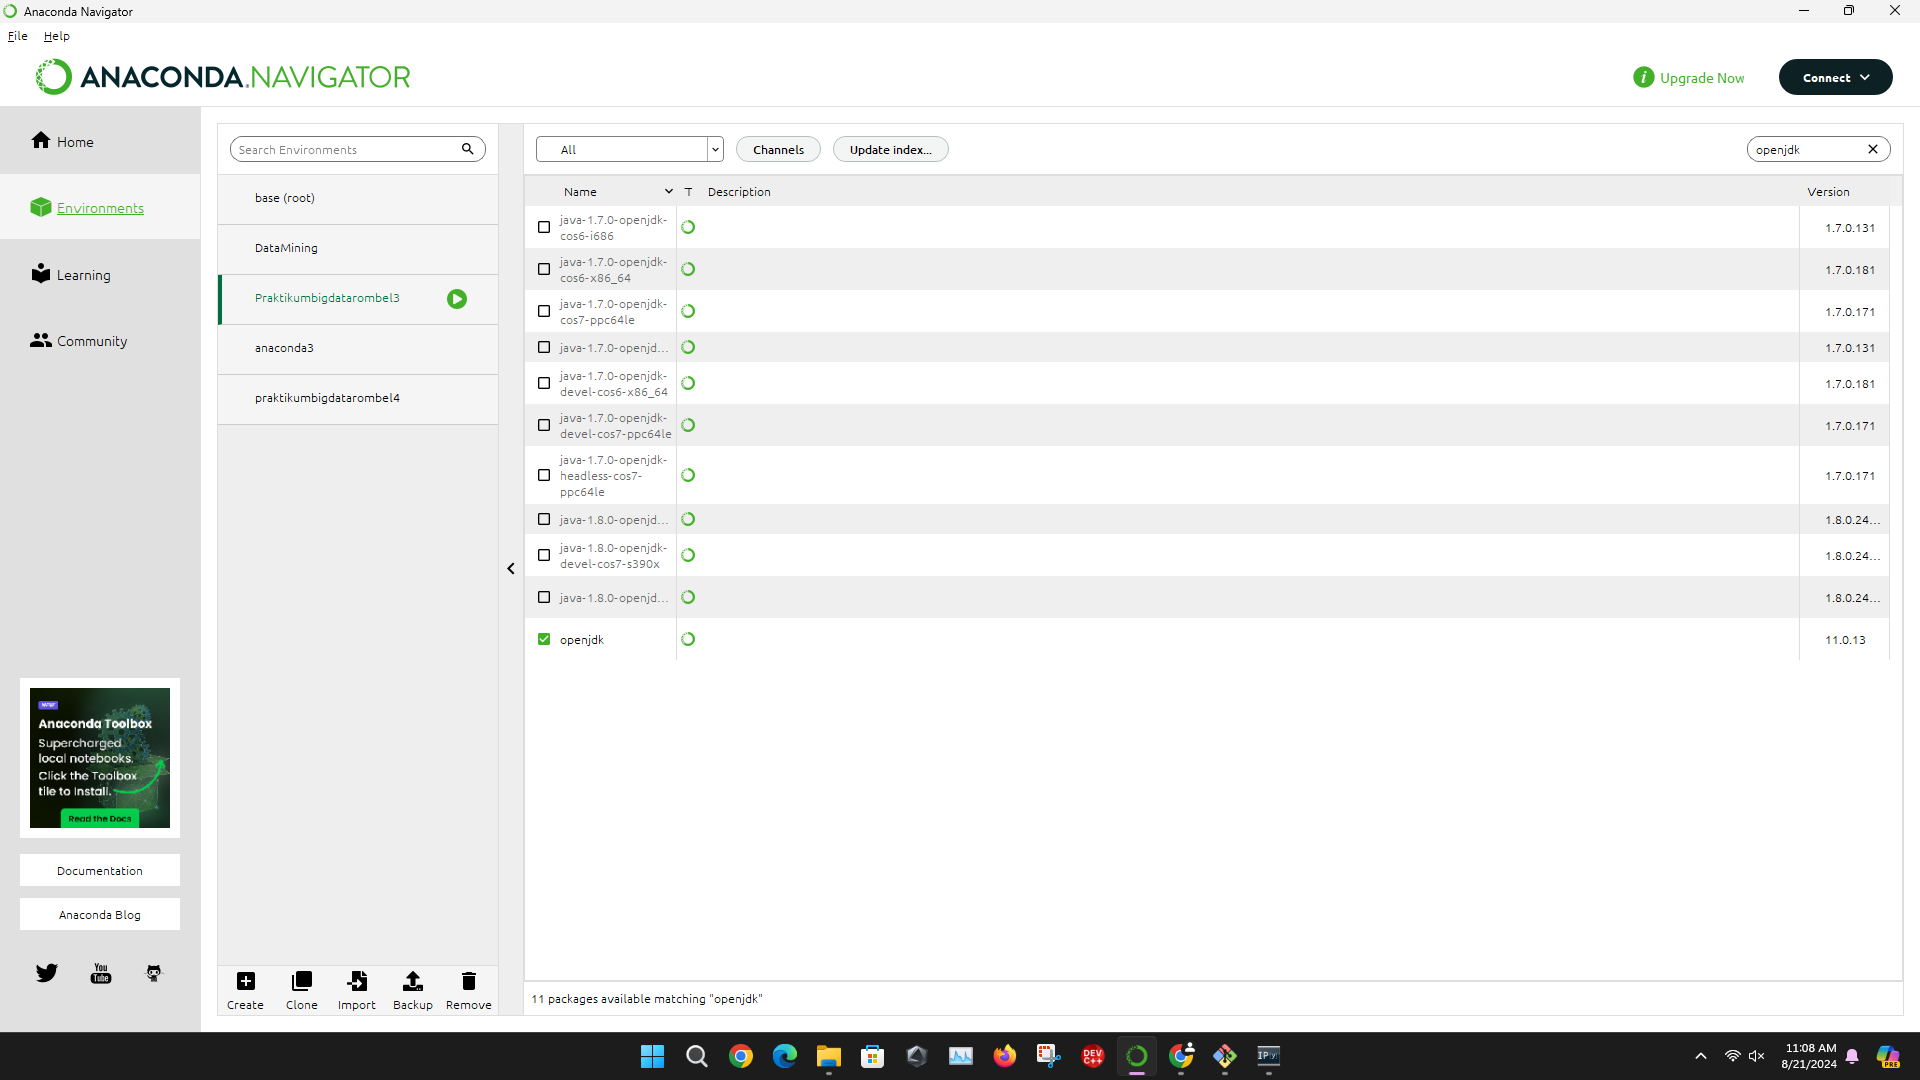 Anaconda Navigator
File Help
ANACONDA.NAVIGATOR
Upgrade Now
Connect
Home
Environments
Learning
Community
NEW
Anaconda Toolbox
Supercharged
local notebooks.
Click the Toolbox
tile to install.
Read the Docs
Documentation
Anaconda Blog
You
Tube
Search Environments
base (root)
DataMining
Praktikumbigdatarombel3
anaconda3
praktikumbigdatarombel4
Create Clone Import Backup Remove
All
Channels
Update index...
openjdk
Name T Description Version
java-1.7.0-openjdk-
cos6-i686
1.7.0.131
java-1.7.0-openjdk-
cos6-x86_64
1.7.0.181
java-1.7.0-openjdk-
cos7-ppc64le
1.7.0.171
java-1.7.0-openjd... 1.7.0.131
java-1.7.0-openjdk-
devel-cos6-x86_64
1.7.0.181
java-1.7.0-openjdk-
devel-cos7-ppc64le
1.7.0.171
java-1.7.0-openjdk-
headless-cos7-
ppc64le
1.7.0.171
java-1.8.0-openjd... 1.8.0.24...
java-1.8.0-openjdk-
devel-cos7-s390x
1.8.0.24...
java-1.8.0-openjd... 1.8.0.24...
openjdk 11.0.13
11 packages available matching "openjdk"
DEV
C++
IPy
11:08 AM
8/21/2024
PRE